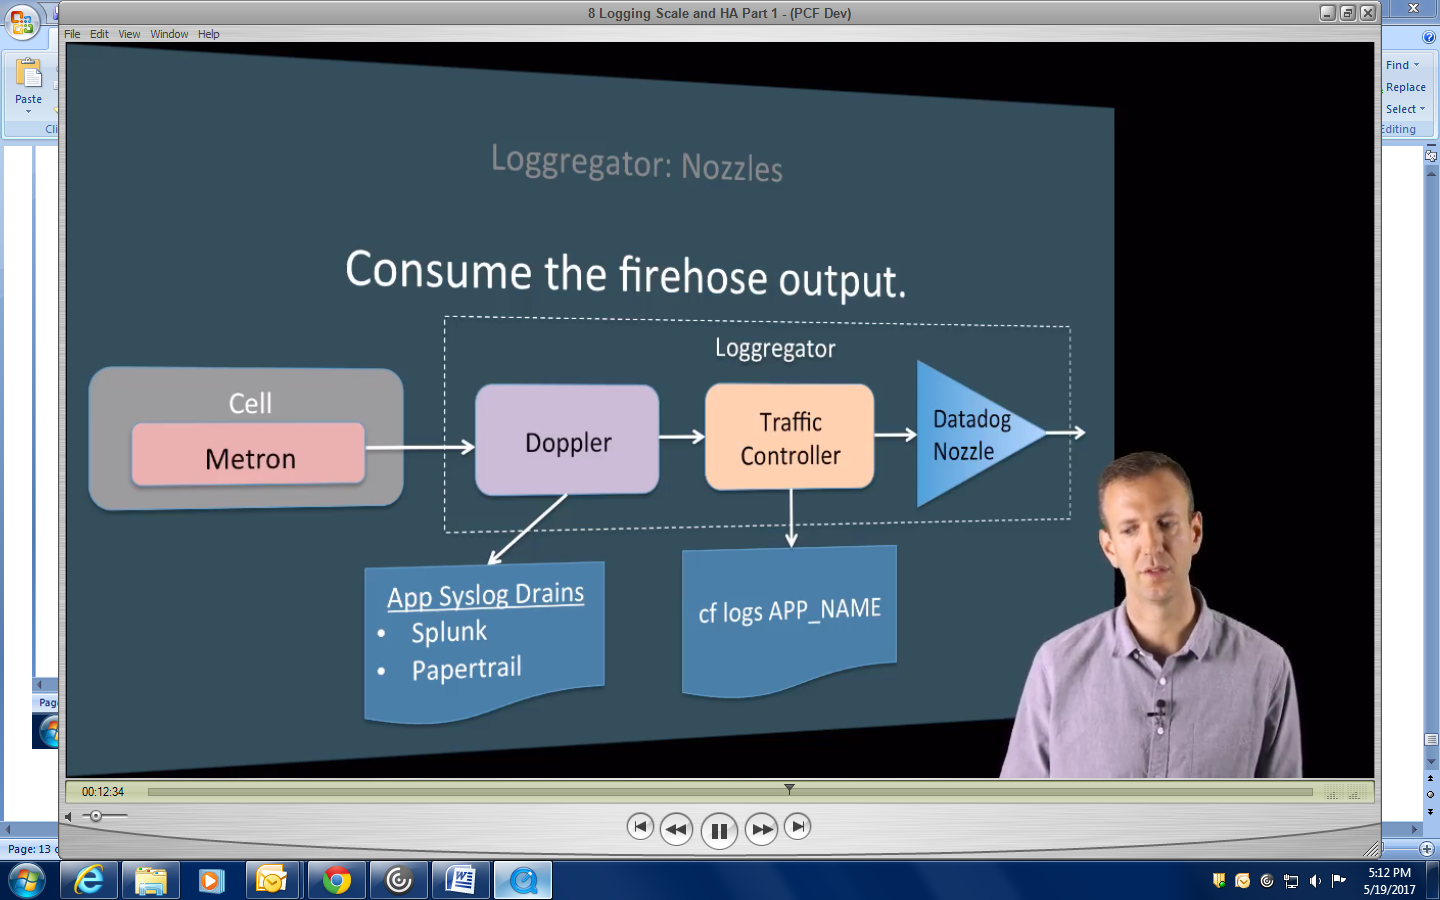 8 Logging Scale and HA Part 1 - (PCF Dev)
File Edit View Window Help
Paste
Find
Replace
Select
Editing
Loggregator: Nozzles
Consume the firehose output.
Loggregator
Cell
Metron
Doppler
Traffic
Controller
Datadog
Nozzle
App Syslog Drains
• Splunk
• Papertrail
cf logs APP_NAME
00:12:34
Page: 13
5:12 PM
5/19/2017